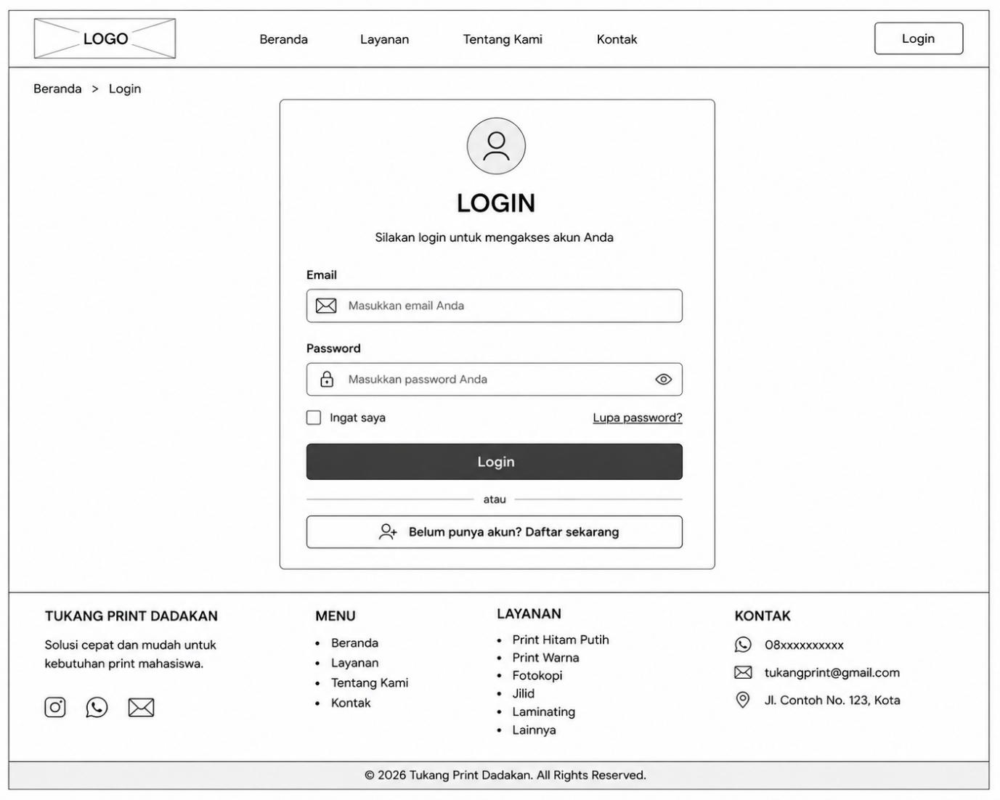 LOGO
Beranda
Layanan
Tentang Kami
Kontak
Login
Beranda > Login
LOGIN
Silakan login untuk mengakses akun Anda
Email
Masukkan email Anda
Password
Masukkan password Anda
Ingat saya
Lupa password?
Login
atau
Belum punya akun? Daftar sekarang
TUKANG PRINT DADAKAN
Solusi cepat dan mudah untuk
kebutuhan print mahasiswa.
MENU
• Beranda
• Layanan
• Tentang Kami
• Kontak
LAYANAN
• Print Hitam Putih
• Print Warna
• Fotokopi
• Jilid
• Laminating
• Lainnya
KONTAK
08xxxxxxxxxx
tukangprint@gmail.com
Jl. Contoh No. 123, Kota
© 2026 Tukang Print Dadakan. All Rights Reserved.